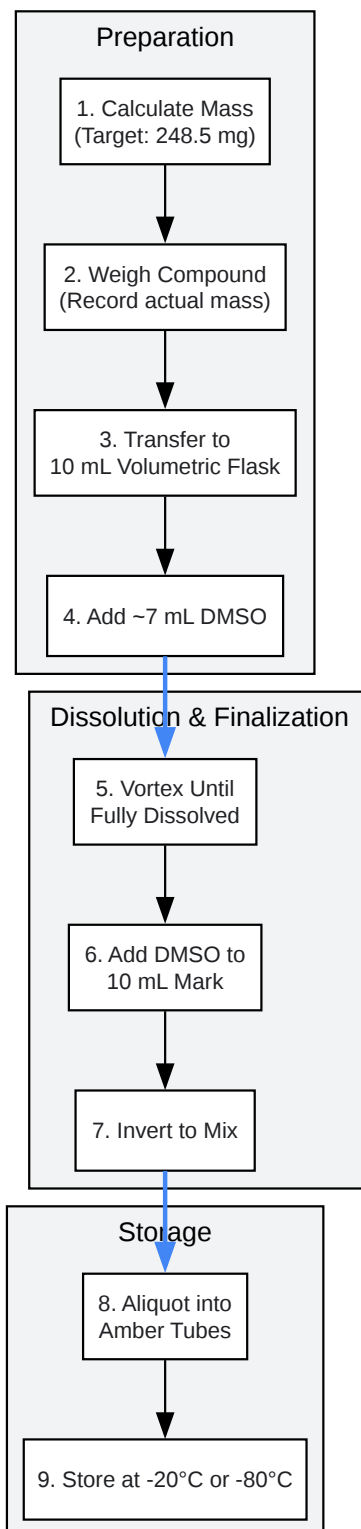 Preparation
1. Calculate Mass
(Target: 248.5 mg)
2. Weigh Compound
(Record actual mass)
3. Transfer to
10 mL Volumetric Flask
4. Add ~7 mL DMSO
Dissolution & Finalization
5. Vortex Until
Fully Dissolved
6. Add DMSO to
10 mL Mark
7. Invert to Mix
Storage
8. Aliquot into
Amber Tubes
9. Store at -20°C or -80°C